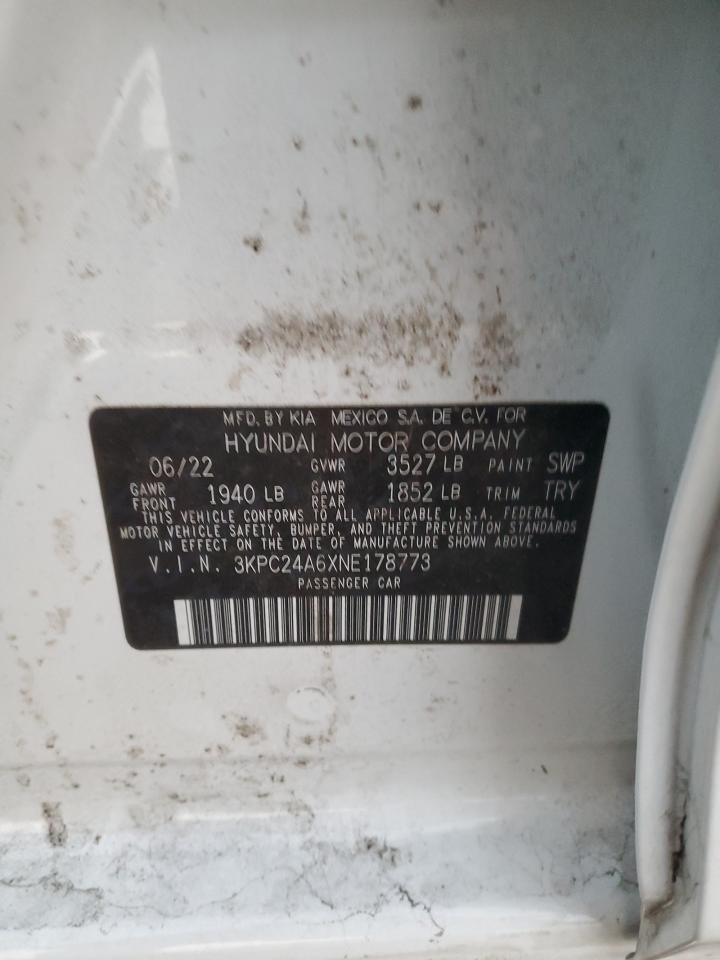 MFD. BY KIA MEXICO S.A. DE C.V. FOR
HYUNDAI MOTOR COMPANY
06/22 GVWR 3527 LB PAINT SWP
GAWR FRONT 1940 LB GAWR REAR 1852 LB TRIM TRY
THIS VEHICLE CONFORMS TO ALL APPLICABLE U.S.A. FEDERAL
MOTOR VEHICLE SAFETY, BUMPER, AND THEFT PREVENTION STANDARDS
IN EFFECT ON THE DATE OF MANUFACTURE SHOWN ABOVE.
V.I.N. 3KPC24A6XNE178773
PASSENGER CAR